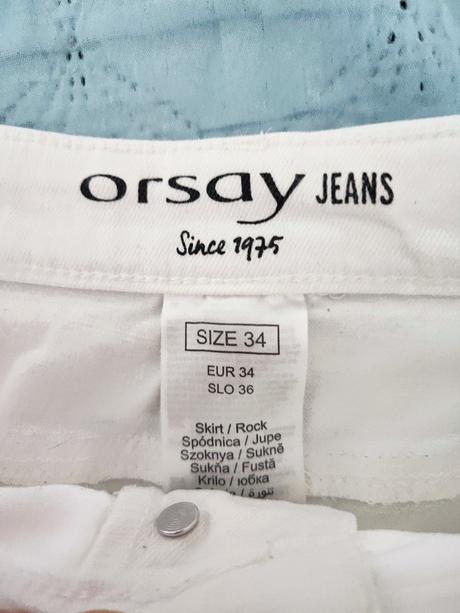 orsay JEANS
Since 1975
SIZE 34
EUR 34
SLO 36
Skirt / Rock
Spódnica / Jupe
Szoknya / Sukně
Sukňa / Fustă
Krilo / юбка
/ تنورة